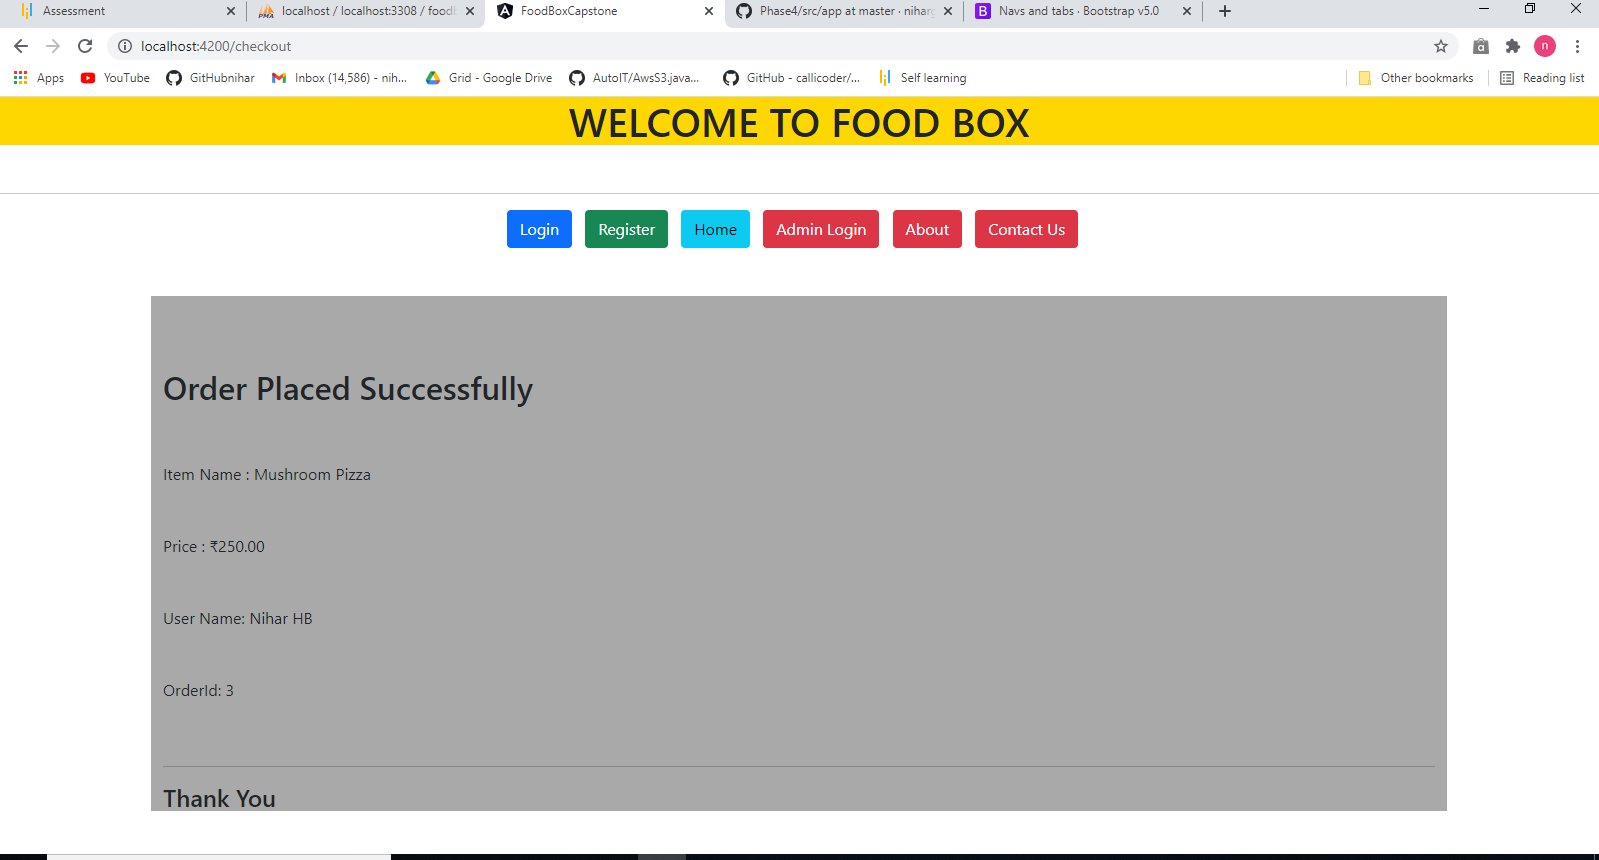 Assessment
localhost / localhost:3308 / foodb
FoodBoxCapstone
Phase4/src/app at master · niharg
Navs and tabs · Bootstrap v5.0
localhost:4200/checkout
n
Apps
YouTube
GitHubnihar
Inbox (14,586) - nih...
Grid - Google Drive
AutoIT/AwsS3.java...
GitHub - callicoder/...
Self learning
Other bookmarks
Reading list
WELCOME TO FOOD BOX
Login
Register
Home
Admin Login
About
Contact Us
Order Placed Successfully
Item Name : Mushroom Pizza
Price : ₹250.00
User Name: Nihar HB
OrderId: 3
Thank You